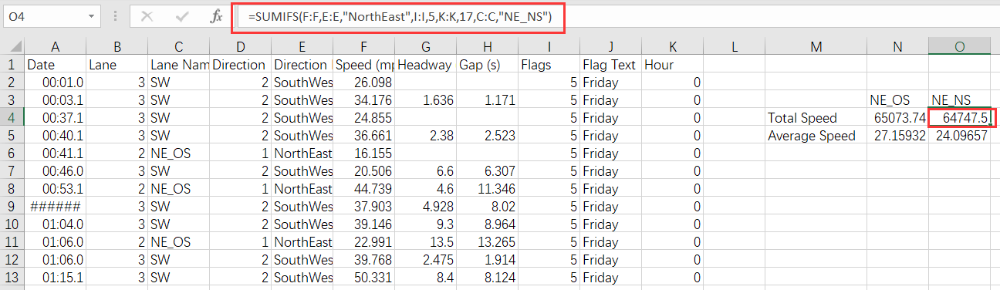 O4 fx =SUMIFS(F:F,E:E,"NorthEast",I:I,5,K:K,17,C:C,"NE_NS")
A B C D E F G H I J K L M N O
1 Date Lane Lane Nam Direction Direction Speed (mp Headway Gap (s) Flags Flag Text Hour
2 00:01.0 3 SW 2 SouthWes 26.098 5 Friday 0
3 00:03.1 3 SW 2 SouthWes 34.176 1.636 1.171 5 Friday 0 NE_OS NE_NS
4 00:37.1 3 SW 2 SouthWes 24.855 5 Friday 0 Total Speed 65073.74 64747.5
5 00:40.1 3 SW 2 SouthWes 36.661 2.38 2.523 5 Friday 0 Average Speed 27.15932 24.09657
6 00:41.1 2 NE_OS 1 NorthEast 16.155 5 Friday 0
7 00:46.0 3 SW 2 SouthWes 20.506 6.6 6.307 5 Friday 0
8 00:53.1 2 NE_OS 1 NorthEast 44.739 4.6 11.346 5 Friday 0
9 ###### 3 SW 2 SouthWes 37.903 4.928 8.02 5 Friday 0
10 01:04.0 3 SW 2 SouthWes 39.146 9.3 8.964 5 Friday 0
11 01:06.0 2 NE_OS 1 NorthEast 22.991 13.5 13.265 5 Friday 0
12 01:06.0 3 SW 2 SouthWes 39.768 2.475 1.914 5 Friday 0
13 01:15.1 3 SW 2 SouthWes 50.331 8.4 8.124 5 Friday 0